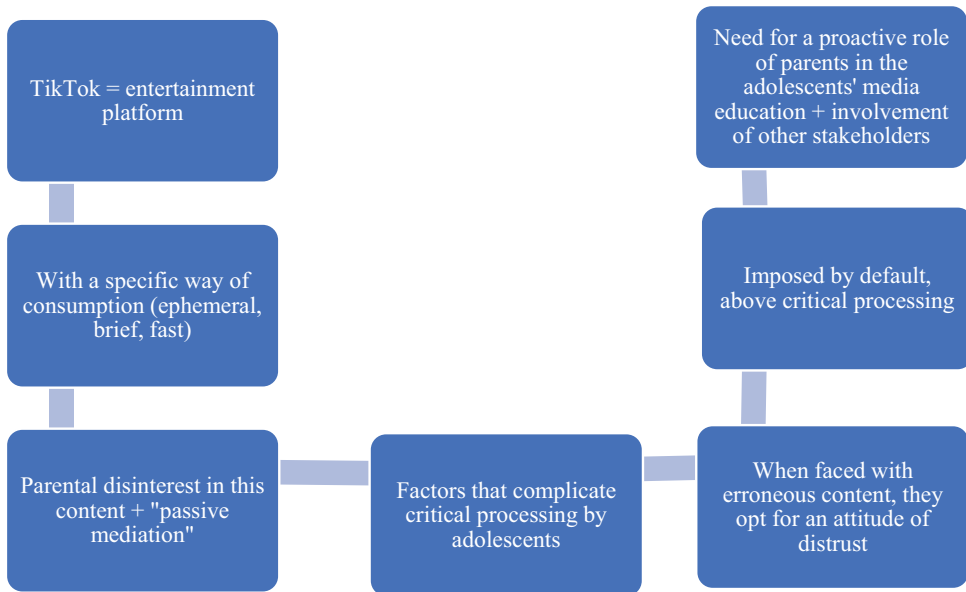 TikTok = entertainment
platform
With a specific way of
consumption (ephemeral,
brief, fast)
Parental disinterest in this
content + "passive
mediation"
Factors that complicate
critical processing by
adolescents
When faced with
erroneous content, they
opt for an attitude of
distrust
Imposed by default,
above critical processing
Need for a proactive role
of parents in the
adolescents' media
education + involvement
of other stakeholders